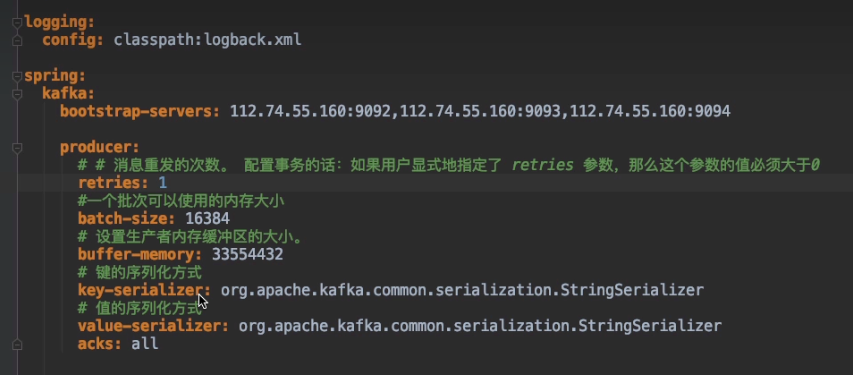 logging:
config: classpath:logback.xml
spring:
kafka:
bootstrap-servers: 112.74.55.160:9092,112.74.55.160:9093,112.74.55.160:9094
producer:
# # 消息重发的次数。 配置事务的话：如果用户显式地指定了 retries 参数，那么这个参数的值必须大于0
retries: 1
#一个批次可以使用的内存大小
batch-size: 16384
# 设置生产者内存缓冲区的大小。
buffer-memory: 33554432
# 键的序列化方式
key-serializer: org.apache.kafka.common.serialization.StringSerializer
# 值的序列化方式
value-serializer: org.apache.kafka.common.serialization.StringSerializer
acks: all